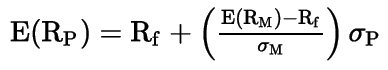 E(R_P) = R_f + ( (E(R_M)−R_f) / σ_M ) σ_P